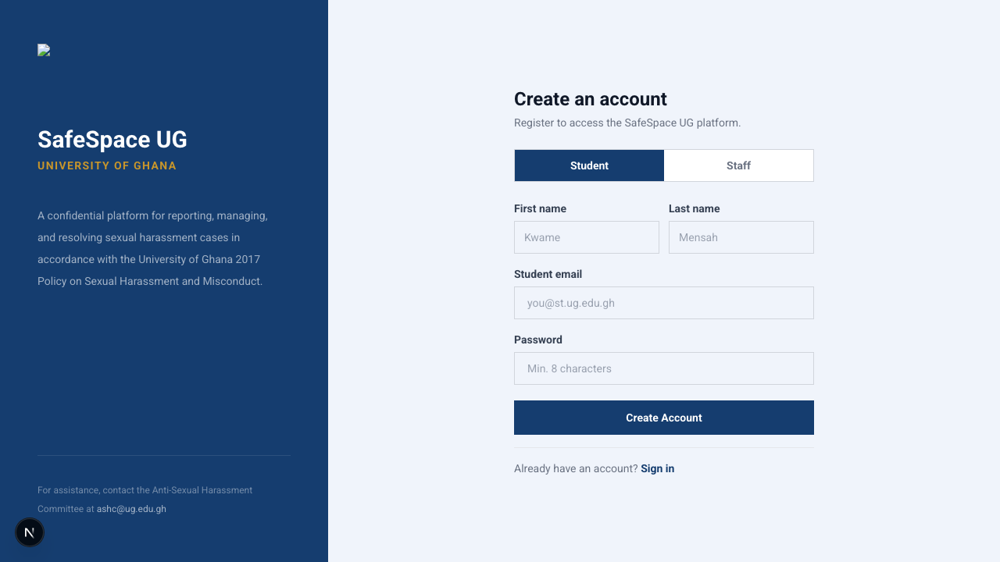 SafeSpace UG
UNIVERSITY OF GHANA
A confidential platform for reporting, managing,
and resolving sexual harassment cases in
accordance with the University of Ghana 2017
Policy on Sexual Harassment and Misconduct.
For assistance, contact the Anti-Sexual Harassment
Committee at ashc@ug.edu.gh
N
Create an account
Register to access the SafeSpace UG platform.
Student Staff
First name Last name
Kwame Mensah
Student email
you@st.ug.edu.gh
Password
Min. 8 characters
Create Account
Already have an account? Sign in